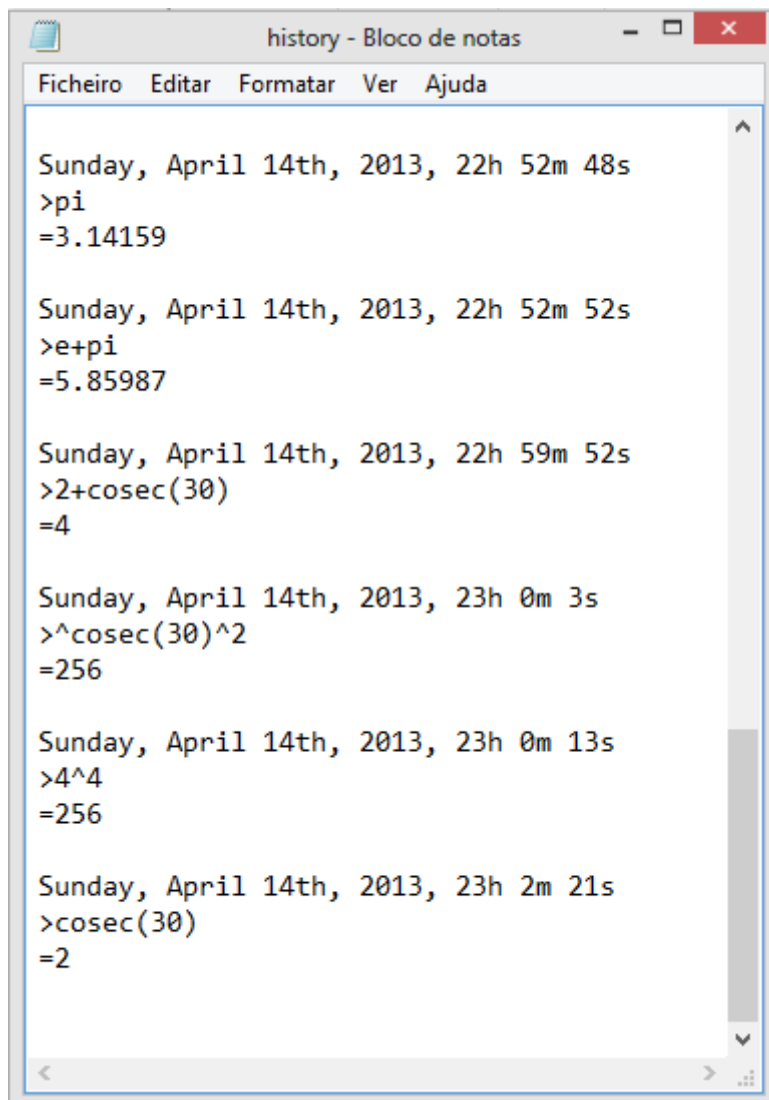 history - Bloco de notas
Ficheiro Editar Formatar Ver Ajuda
Sunday, April 14th, 2013, 22h 52m 48s
>pi
=3.14159
Sunday, April 14th, 2013, 22h 52m 52s
>e+pi
=5.85987
Sunday, April 14th, 2013, 22h 59m 52s
>2+cosec(30)
=4
Sunday, April 14th, 2013, 23h 0m 3s
>^cosec(30)^2
=256
Sunday, April 14th, 2013, 23h 0m 13s
>4^4
=256
Sunday, April 14th, 2013, 23h 2m 21s
>cosec(30)
=2